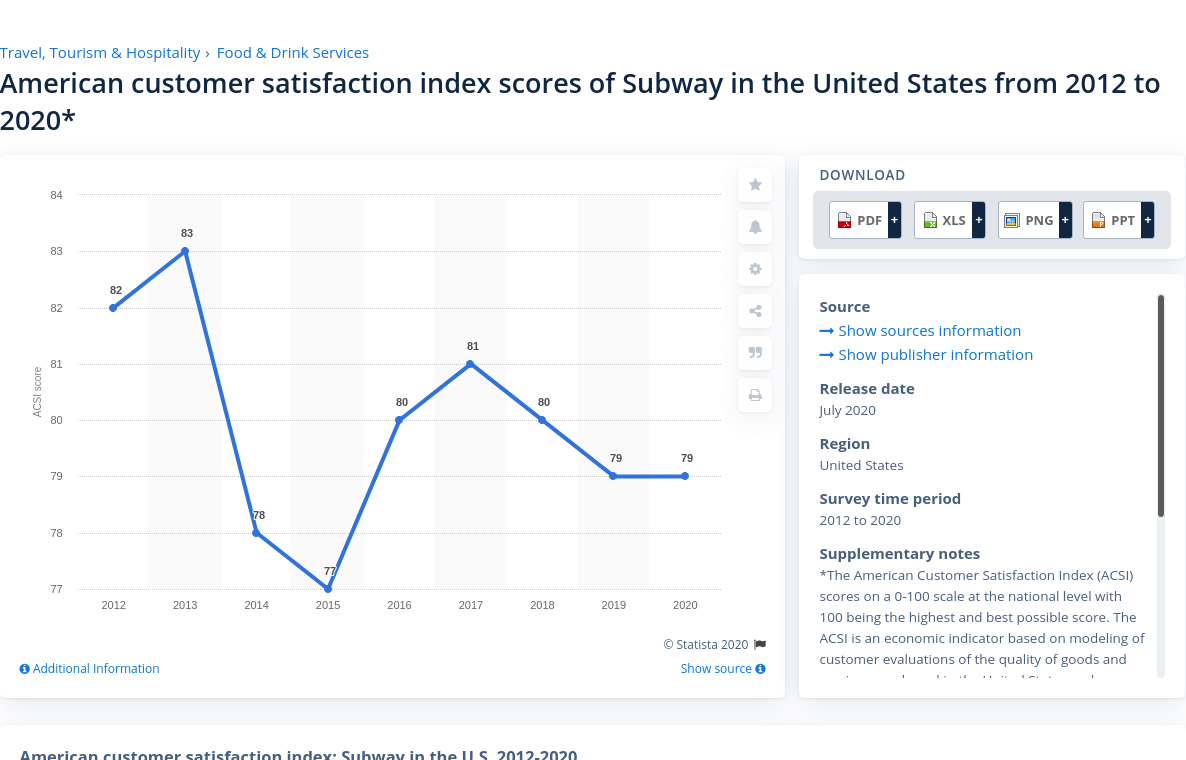 Travel, Tourism & Hospitality › Food & Drink Services
American customer satisfaction index scores of Subway in the United States from 2012 to
2020*
84
83
82
81
80
79
78
77
ACSI score
82
83
78
77
80
81
80
79
79
2012 2013 2014 2015 2016 2017 2018 2019 2020
© Statista 2020
Additional Information
Show source
DOWNLOAD
PDF + XLS + PNG + PPT +
Source
Show sources information
Show publisher information
Release date
July 2020
Region
United States
Survey time period
2012 to 2020
Supplementary notes
*The American Customer Satisfaction Index (ACSI)
scores on a 0-100 scale at the national level with
100 being the highest and best possible score. The
ACSI is an economic indicator based on modeling of
customer evaluations of the quality of goods and
American customer satisfaction index: Subway in the U.S. 2012-2020